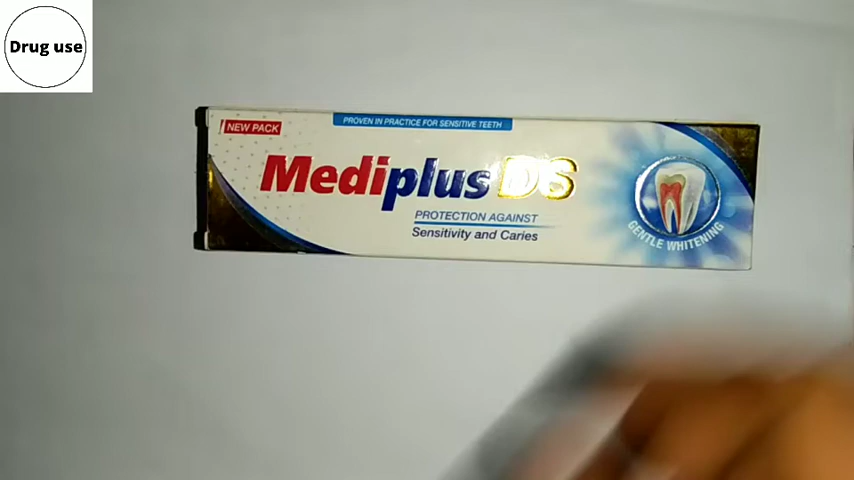 Drug use
NEW PACK
PROVEN IN PRACTICE FOR SENSITIVE TEETH
Mediplus DS
PROTECTION AGAINST
Sensitivity and Caries
GENTLE WHITENING